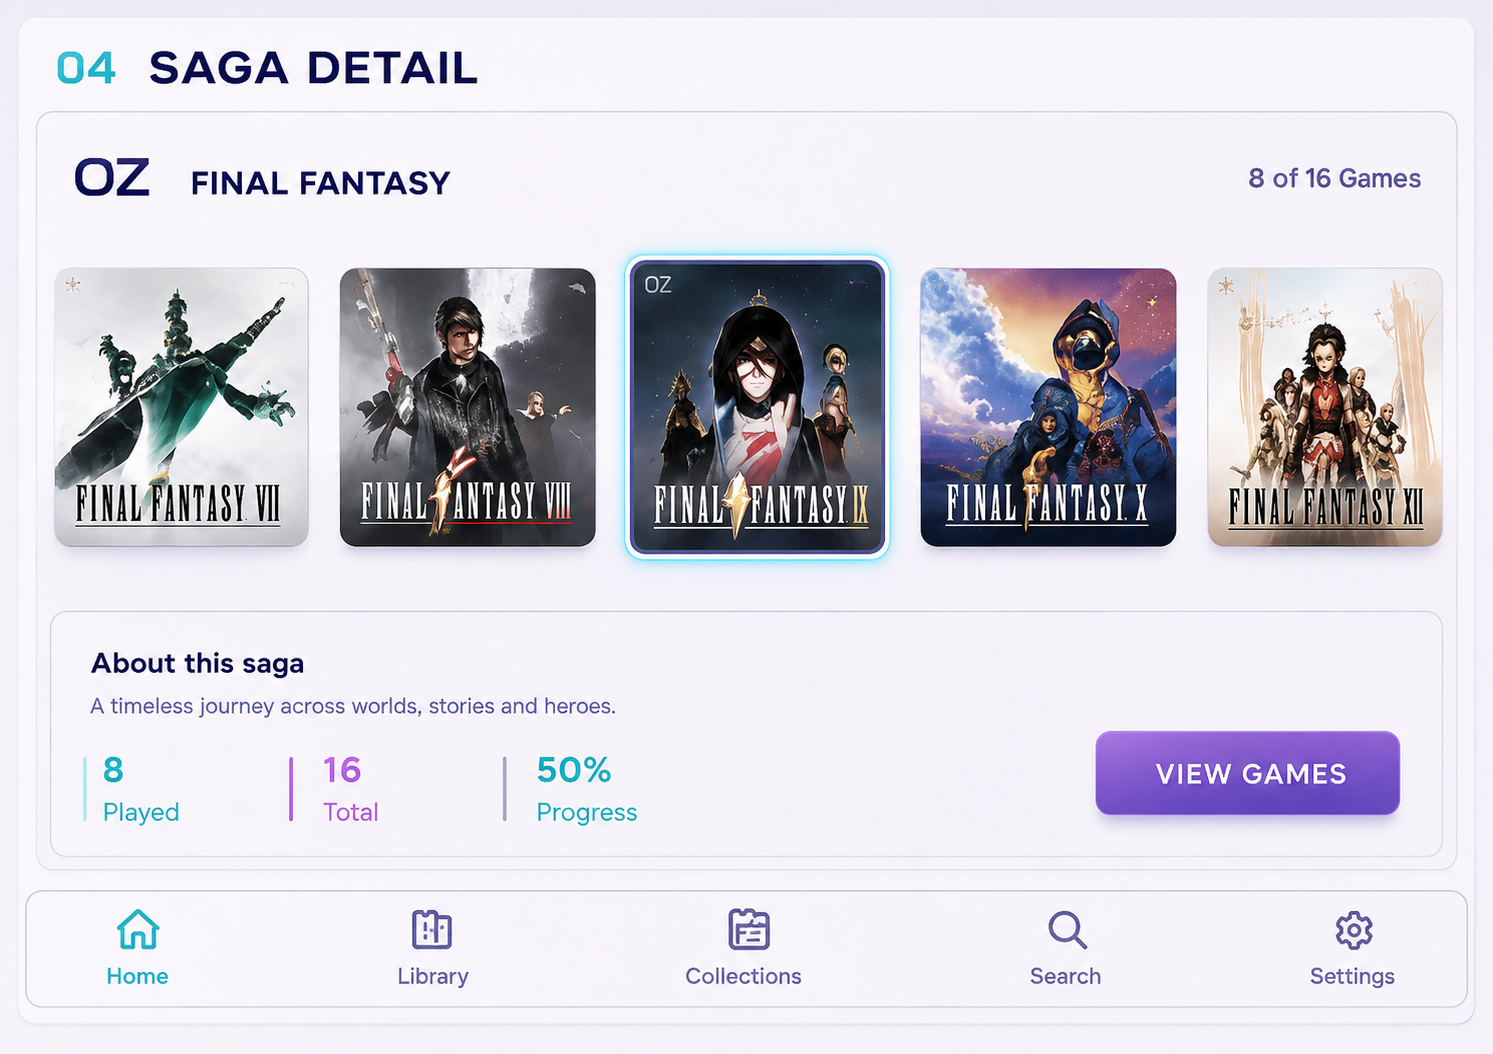 04 SAGA DETAIL
OZ FINAL FANTASY
8 of 16 Games
FINAL FANTASY VII
FINAL FANTASY VIII
OZ
FINAL FANTASY IX
FINAL FANTASY X
FINAL FANTASY XII
About this saga
A timeless journey across worlds, stories and heroes.
8
Played
16
Total
50%
Progress
VIEW GAMES
Home
Library
Collections
Search
Settings